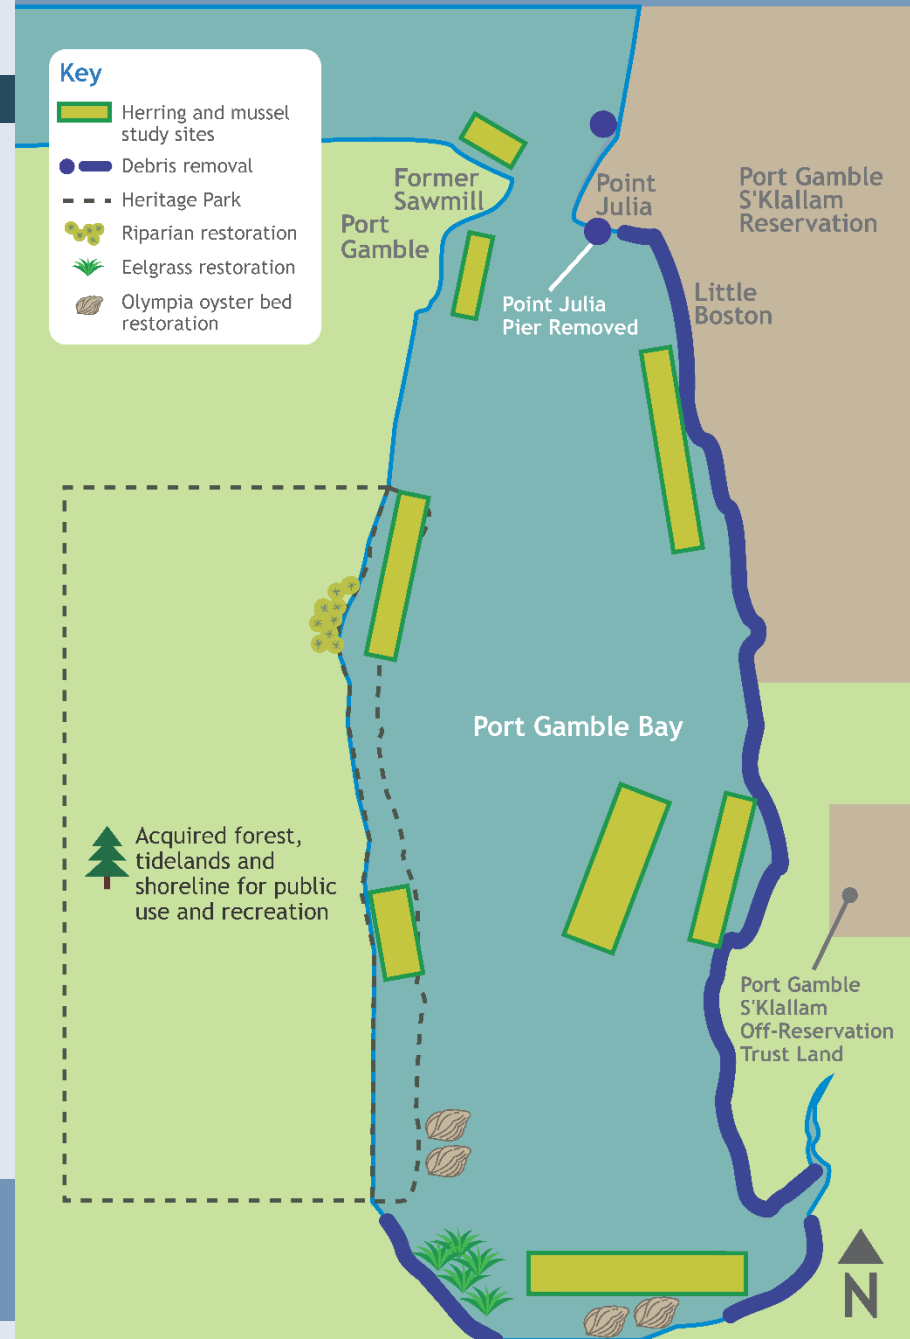 Key
Herring and mussel
study sites
Debris removal
Heritage Park
Riparian restoration
Eelgrass restoration
Olympia oyster bed
restoration
Former
Sawmill
Port
Gamble
Point
Julia
Port Gamble
S'Klallam
Reservation
Point Julia
Pier Removed
Little
Boston
Port Gamble Bay
Acquired forest,
tidelands and
shoreline for public
use and recreation
Port Gamble
S'Klallam
Off-Reservation
Trust Land
N